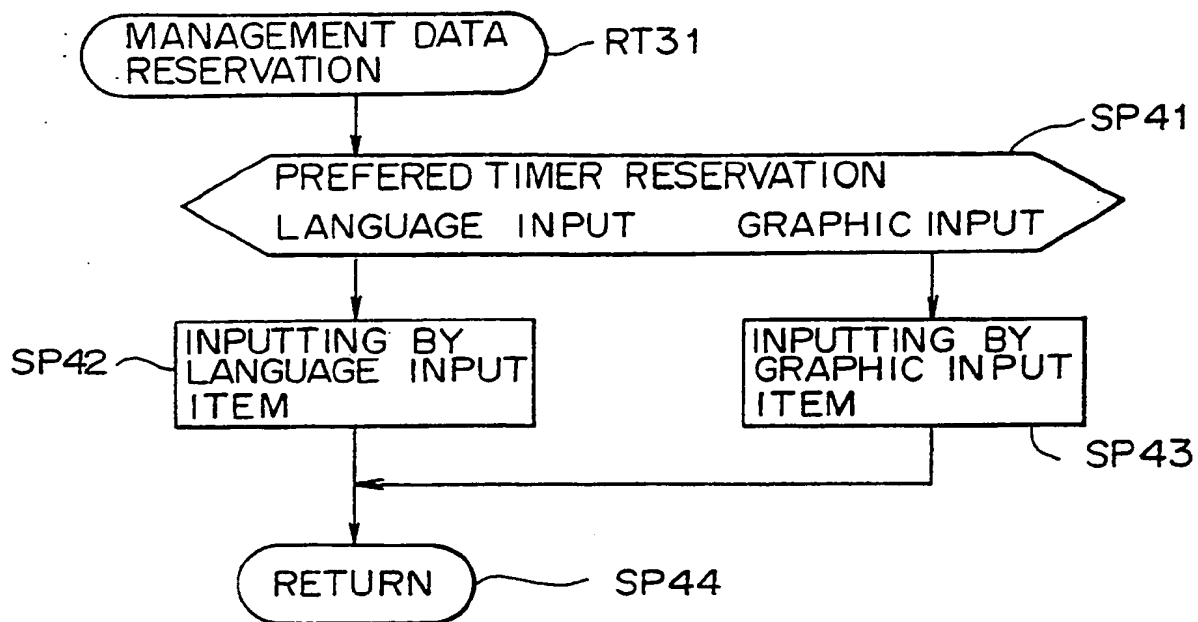 MANAGEMENT DATA
RESERVATION
RT31
SP41
PREFERED TIMER RESERVATION
LANGUAGE INPUT GRAPHIC INPUT
SP42
INPUTTING BY
LANGUAGE INPUT
ITEM
INPUTTING BY
GRAPHIC INPUT
ITEM
SP43
RETURN
SP44